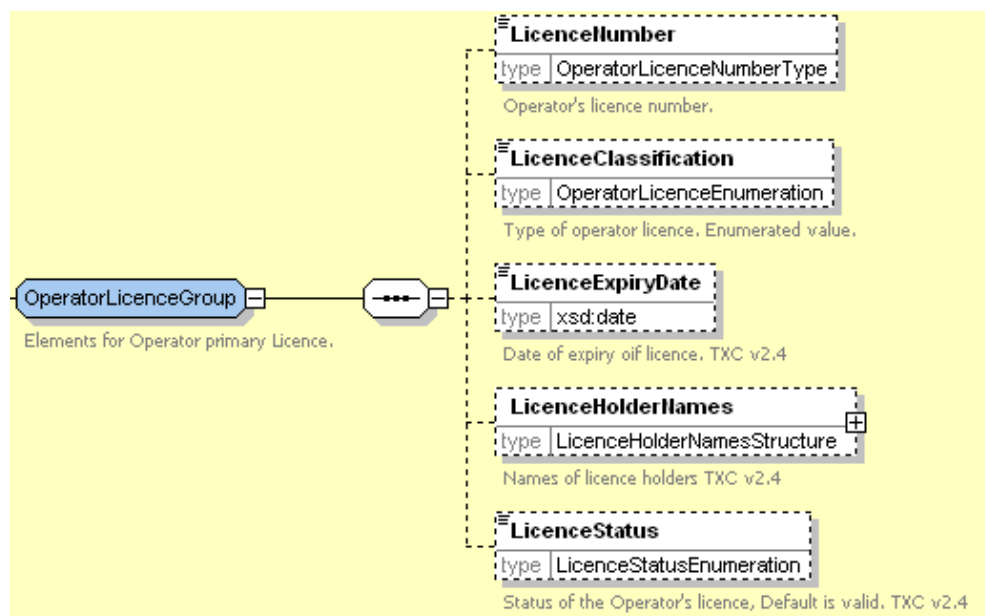 LicenceNumber
type OperatorLicenceNumberType
Operator's licence number.
LicenceClassification
type OperatorLicenceEnumeration
Type of operator licence. Enumerated value.
OperatorLicenceGroup
Elements for Operator primary Licence.
LicenceExpiryDate
type xsd:date
Date of expiry oif licence. TXC v2.4
LicenceHolderNames
type LicenceHolderNamesStructure
Names of licence holders TXC v2.4
LicenceStatus
type LicenceStatusEnumeration
Status of the Operator's licence, Default is valid. TXC v2.4